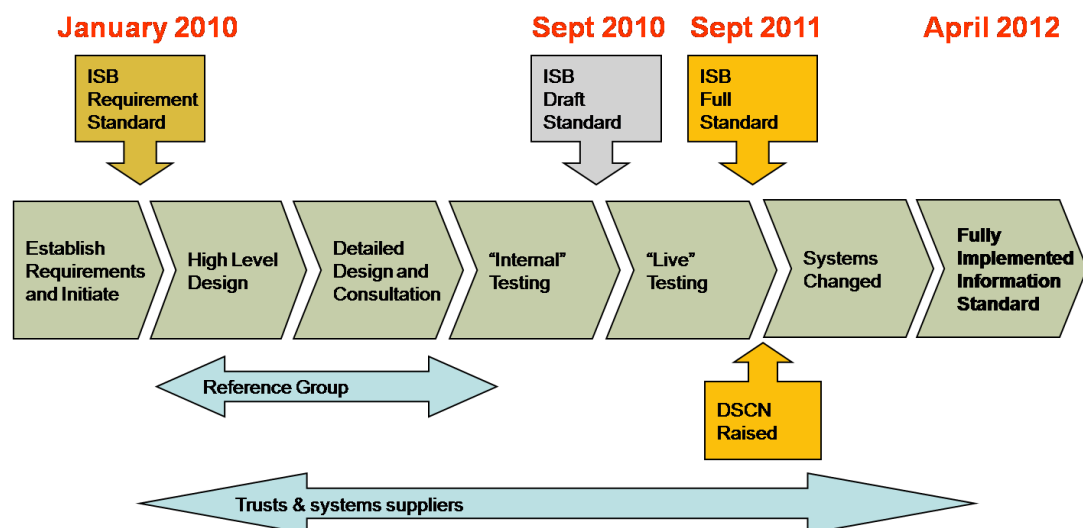 January 2010
Sept 2010
Sept 2011
April 2012
ISB
Requirement
Standard
ISB
Draft
Standard
ISB
Full
Standard
Establish
Requirements
and Initiate
High Level
Design
Detailed
Design and
Consultation
“Internal”
Testing
“Live”
Testing
Systems
Changed
Fully
Implemented
Information
Standard
Reference Group
DSCN
Raised
Trusts & systems suppliers